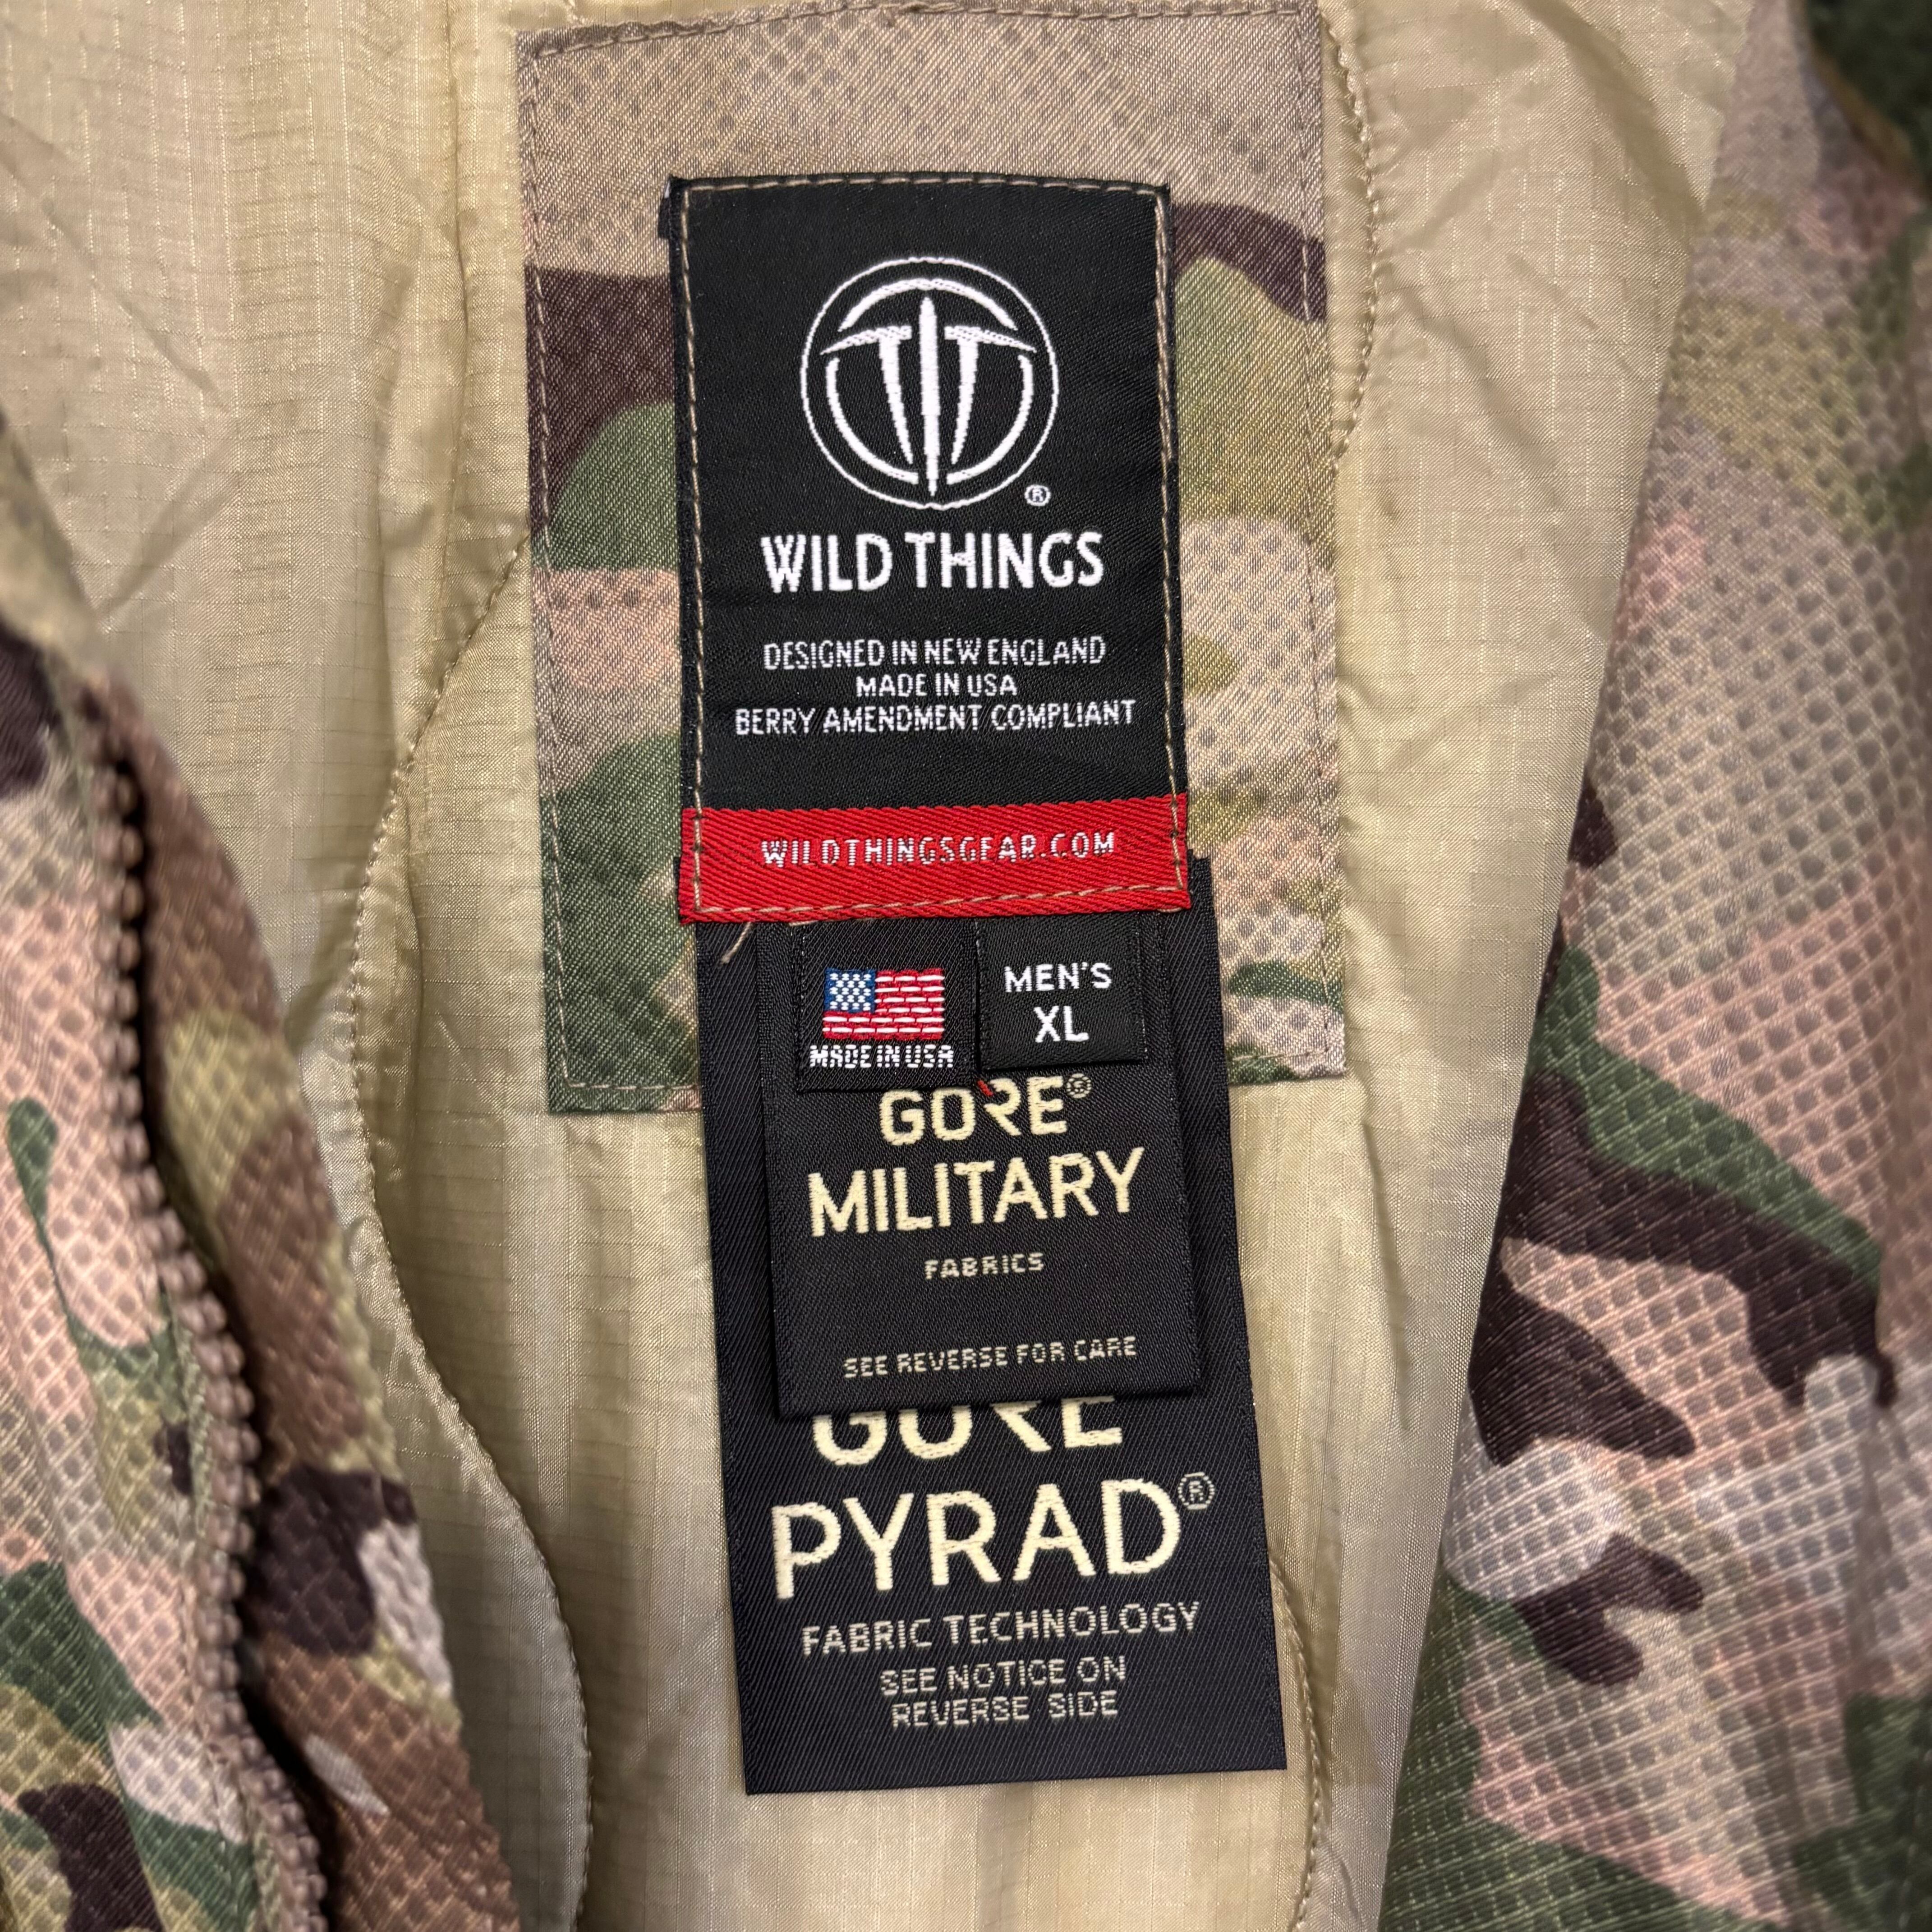 ®
WILD THINGS
DESIGNED IN NEW ENGLAND
MADE IN USA
BERRY AMENDMENT COMPLIANT
WILDTHINGSGEAR.COM
MADE IN USA
MEN'S
XL
GORE®
MILITARY
FABRICS
SEE REVERSE FOR CARE
GORE
PYRAD®
FABRIC TECHNOLOGY
SEE NOTICE ON
REVERSE SIDE